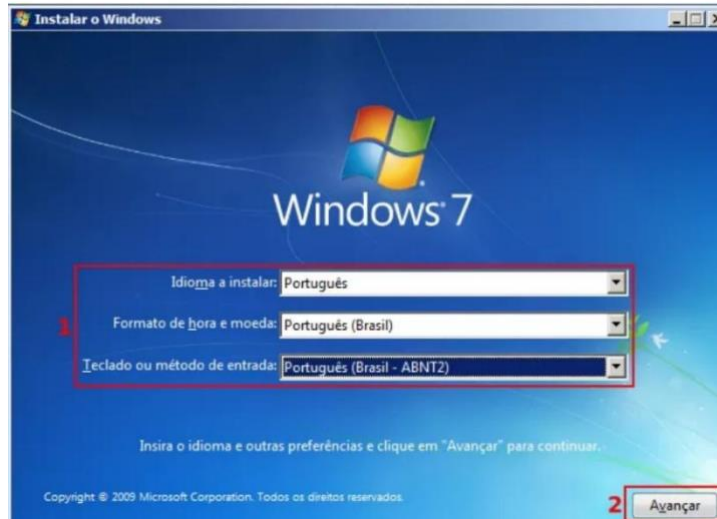 Instalar o Windows
Windows 7
Idioma a instalar: Português
1
Formato de hora e moeda: Português (Brasil)
Teclado ou método de entrada: Português (Brasil - ABNT2)
Insira o idioma e outras preferências e clique em "Avançar" para continuar.
Copyright © 2009 Microsoft Corporation. Todos os direitos reservados.
2 Avançar